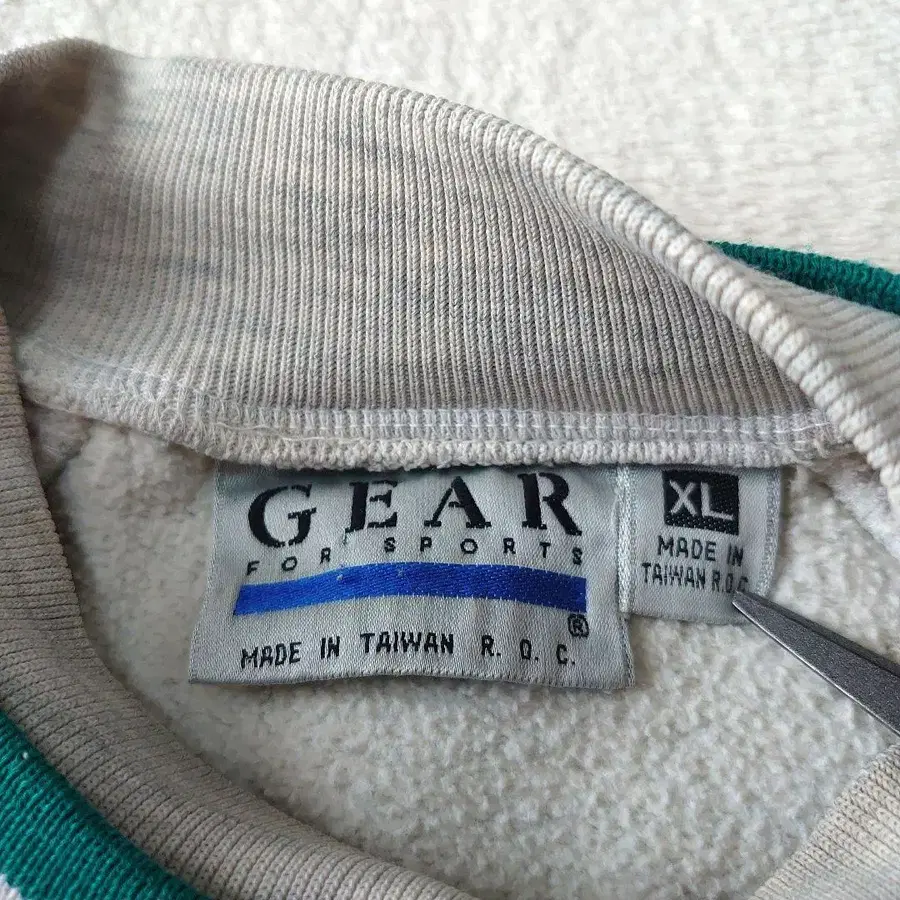 GEAR
FOR SPORTS
®
MADE IN TAIWAN R. O. C.
XL
MADE IN
TAIWAN R.O.C